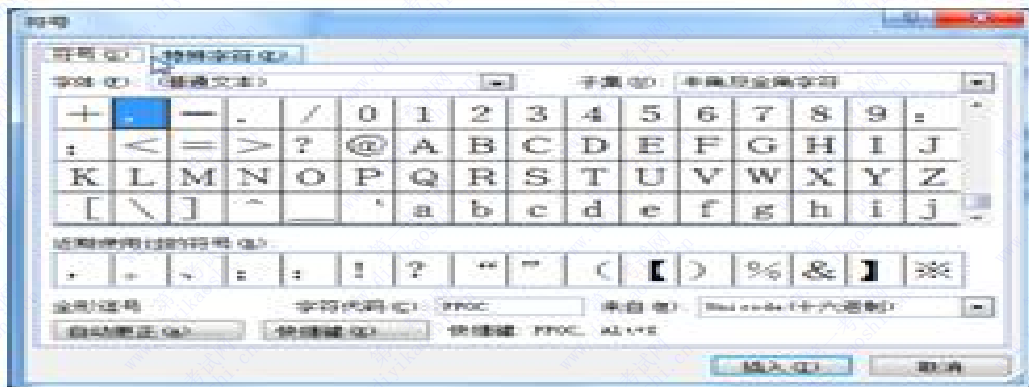 符号
符号(S) 特殊字符(P)
字体(F): (普通文本) 子集(U): 半角及全角字符
+ , - . / 0 1 2 3 4 5 6 7 8 9 :
; < = > ? @ A B C D E F G H I J
K L M N O P Q R S T U V W X Y Z
[ \ ] ^ _ ` a b c d e f g h i j
近期使用过的符号(R):
, 。 、 ; : ! ? “ ” ( 【 ) % & 】 ※
全形逗号 字符代码(C): FF0C 来自(M): Unicode(十六进制)
自动更正(A)... 快捷键(K)... 快捷键: FF0C, Alt+X
插入(I) 取消